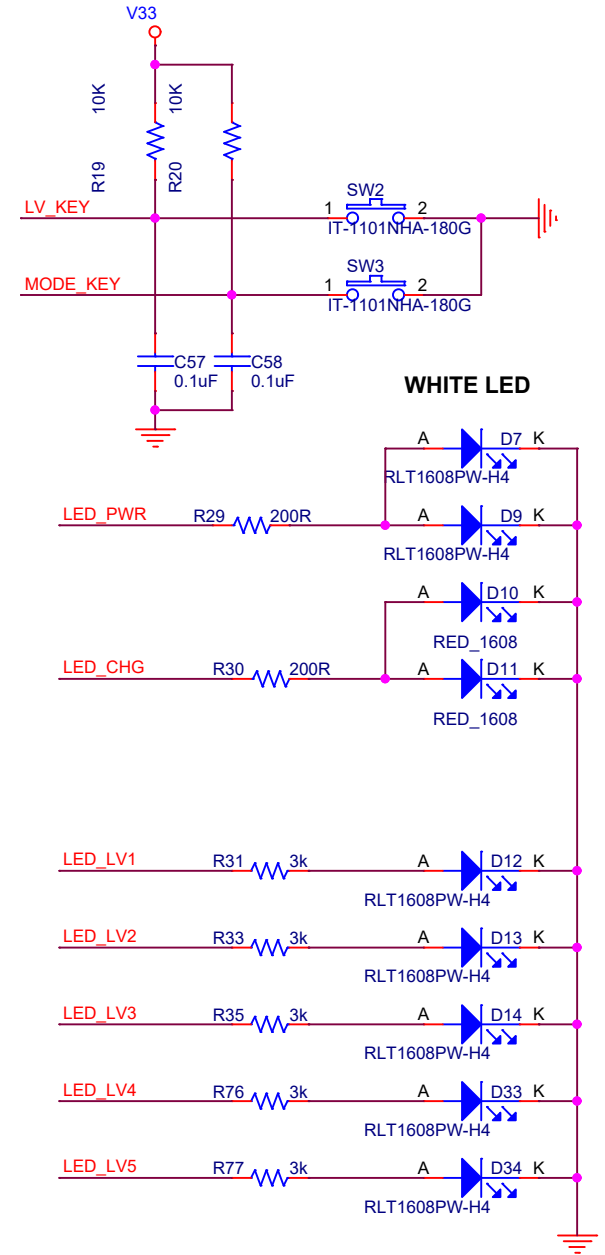 V33
10K
10K
R19
R20
LV_KEY
1
SW2
2
IT-1101NHA-180G
MODE_KEY
1
SW3
2
IT-1101NHA-180G
C57
0.1uF
C58
0.1uF
WHITE LED
A
D7
K
RLT1608PW-H4
LED_PWR
R29
200R
A
D9
K
RLT1608PW-H4
A
D10
K
RED_1608
LED_CHG
R30
200R
A
D11
K
RED_1608
LED_LV1
R31
3k
A
D12
K
RLT1608PW-H4
LED_LV2
R33
3k
A
D13
K
RLT1608PW-H4
LED_LV3
R35
3k
A
D14
K
RLT1608PW-H4
LED_LV4
R76
3k
A
D33
K
RLT1608PW-H4
LED_LV5
R77
3k
A
D34
K
RLT1608PW-H4